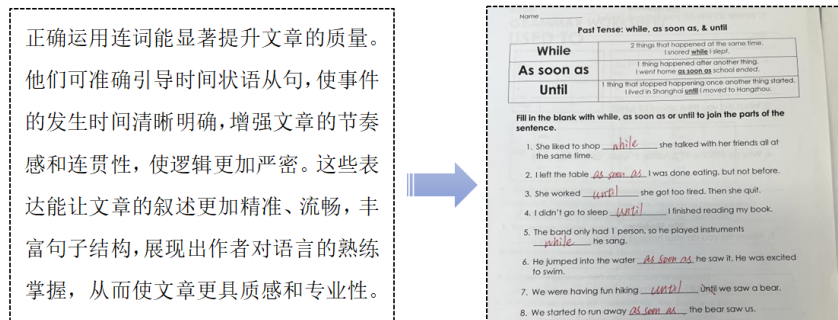 正确运用连词能显著提升文章的质量。
他们可准确引导时间状语从句,使事件
的发生时间清晰明确,增强文章的节奏
感和连贯性,使逻辑更加严密。这些表
达能让文章的叙述更加精准、流畅,丰
富句子结构,展现出作者对语言的熟练
掌握,从而使文章更具质感和专业性。
Name
Past Tense: while, as soon as, & until
While
2 things that happened at the same time.
I snored while I slept.
As soon as
1 thing happened after another thing.
I went home as soon as school ended.
Until
1 thing that stopped happening once another thing started.
I lived in Shanghai until I moved to Hangzhou.
Fill in the blank with while, as soon as or until to join the parts of the
sentence.
1. She liked to shop while she talked with her friends all at
the same time.
2. I left the table as soon as I was done eating, but not before.
3. She worked until she got too tired. Then she quit.
4. I didn't go to sleep until I finished reading my book.
5. The band only had 1 person, so he played instruments
while he sang.
6. He jumped into the water as soon as he saw it. He was excited
to swim.
7. We were having fun hiking until until we saw a bear.
8. We started to run away as soon as the bear saw us.